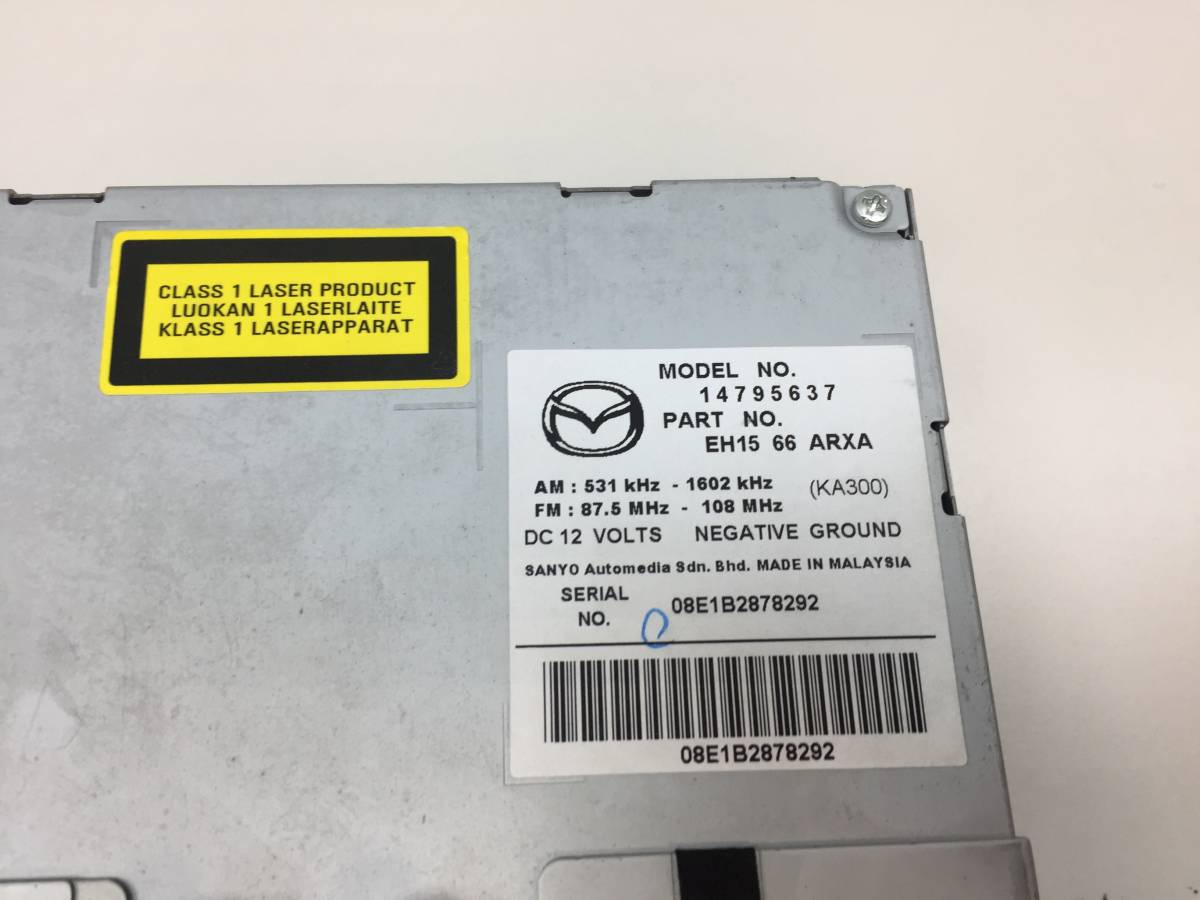 CLASS 1 LASER PRODUCT
LUOKAN 1 LASERLAITE
KLASS 1 LASERAPPARAT
MODEL NO.
14795637
PART NO.
EH15 66 ARXA
AM : 531 kHz - 1602 kHz (KA300)
FM : 87.5 MHz - 108 MHz
DC 12 VOLTS NEGATIVE GROUND
SANYO Automedia Sdn. Bhd. MADE IN MALAYSIA
SERIAL
NO. 08E1B2878292
08E1B2878292